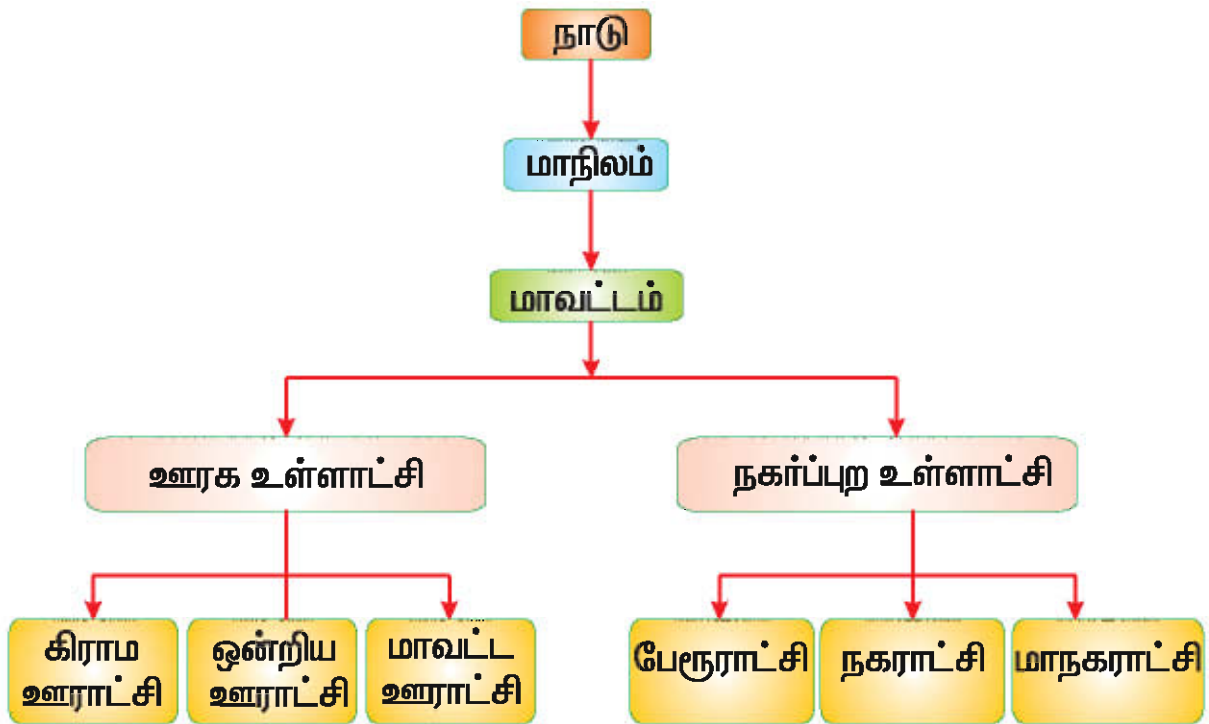 நாடு
மாநிலம்
மாவட்டம்
ஊரக உள்ளாட்சி
நகர்ப்புற உள்ளாட்சி
கிராம
ஊராட்சி
ஒன்றிய
ஊராட்சி
மாவட்ட
ஊராட்சி
பேரூராட்சி
நகராட்சி
மாநகராட்சி